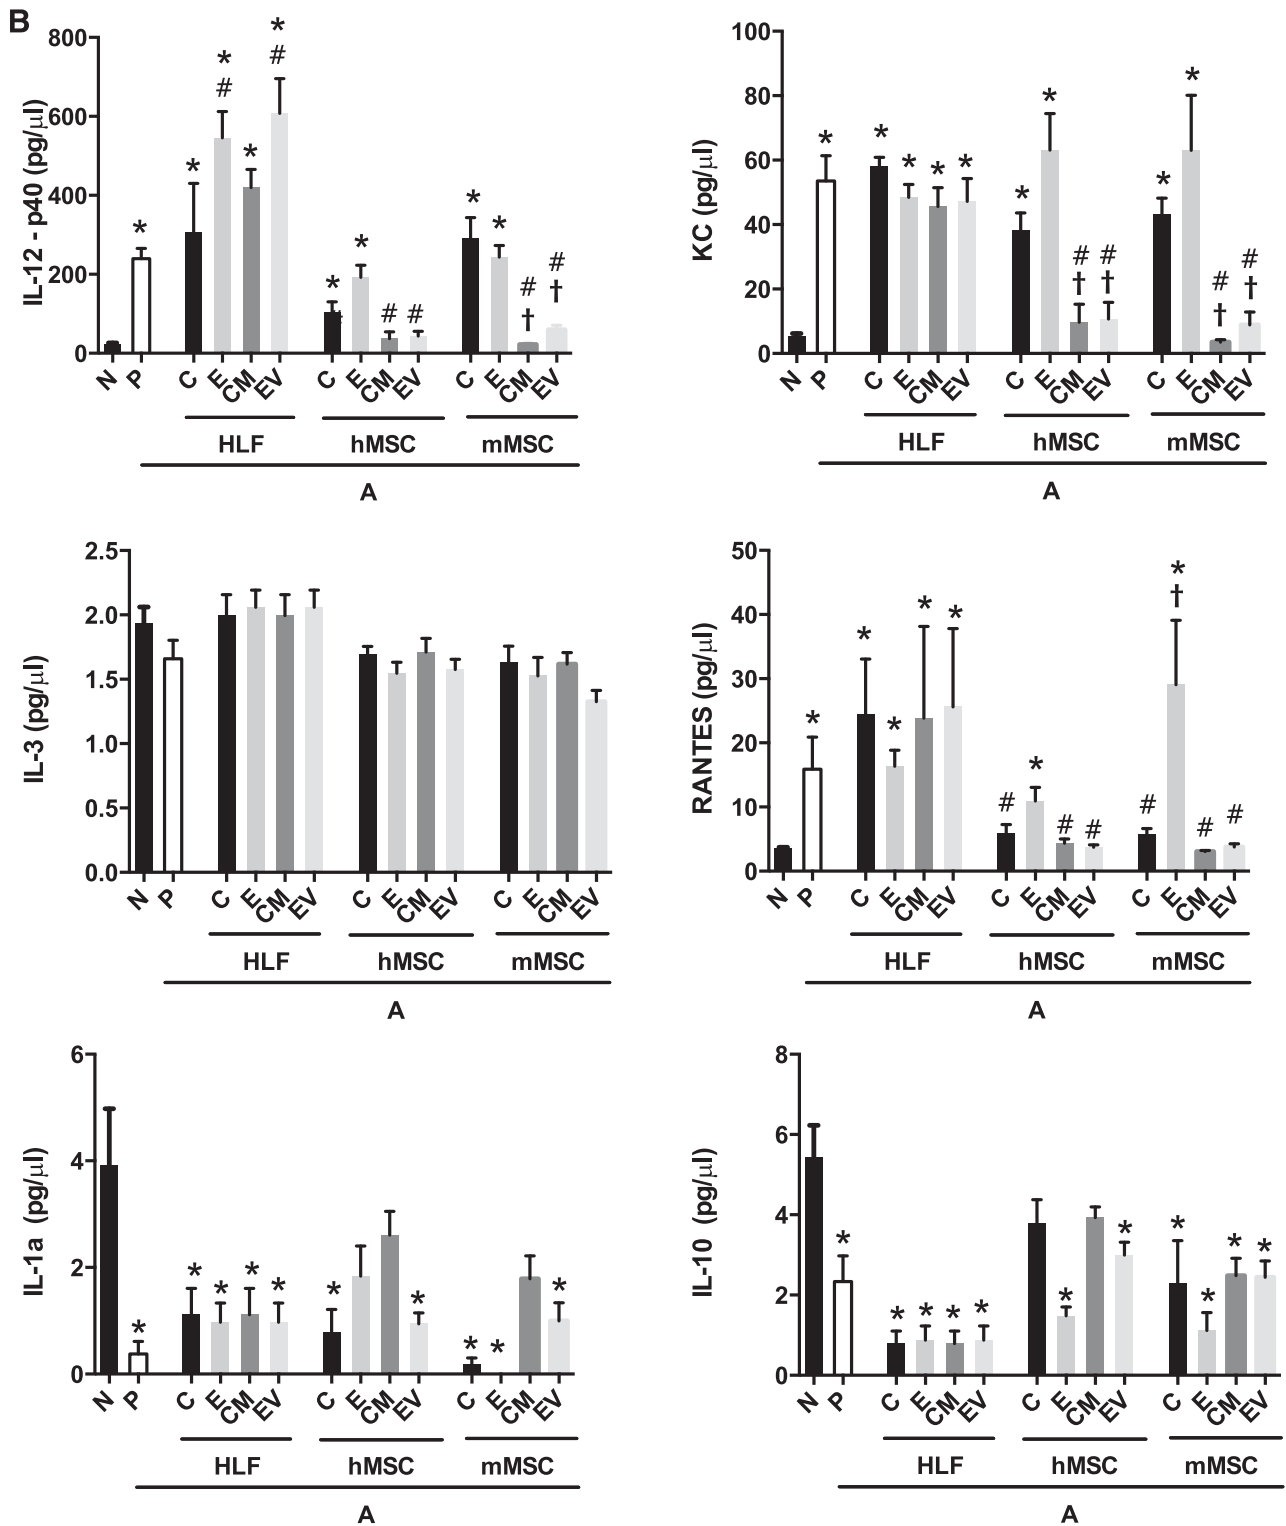 B
IL-12 - p40 (pg/µl)
800
600
400
200
0
* * # * # * * * * # # * * # † # †
N P C E CM EV C E CM EV C E CM EV
HLF hMSC mMSC
A
KC (pg/µl)
100
80
60
40
20
0
* * * * * * * # † # † * * # † # †
N P C E CM EV C E CM EV C E CM EV
HLF hMSC mMSC
A
IL-3 (pg/µl)
2.5
2.0
1.5
1.0
0.5
0.0
N P C E CM EV C E CM EV C E CM EV
HLF hMSC mMSC
A
RANTES (pg/µl)
50
40
30
20
10
0
* * * * * # * # # # * † # #
N P C E CM EV C E CM EV C E CM EV
HLF hMSC mMSC
A
IL-1a (pg/µl)
6
4
2
0
* * * * * * * * * *
N P C E CM EV C E CM EV C E CM EV
HLF hMSC mMSC
A
IL-10 (pg/µl)
8
6
4
2
0
* * * * * * * * * * *
N P C E CM EV C E CM EV C E CM EV
HLF hMSC mMSC
A